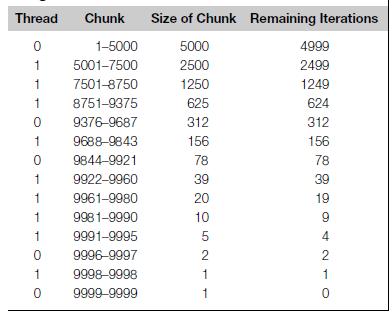 Thread Chunk Size of Chunk Remaining Iterations
0 1–5000 5000 4999
1 5001–7500 2500 2499
1 7501–8750 1250 1249
1 8751–9375 625 624
0 9376–9687 312 312
1 9688–9843 156 156
0 9844–9921 78 78
1 9922–9960 39 39
1 9961–9980 20 19
1 9981–9990 10 9
1 9991–9995 5 4
0 9996–9997 2 2
1 9998–9998 1 1
0 9999–9999 1 0